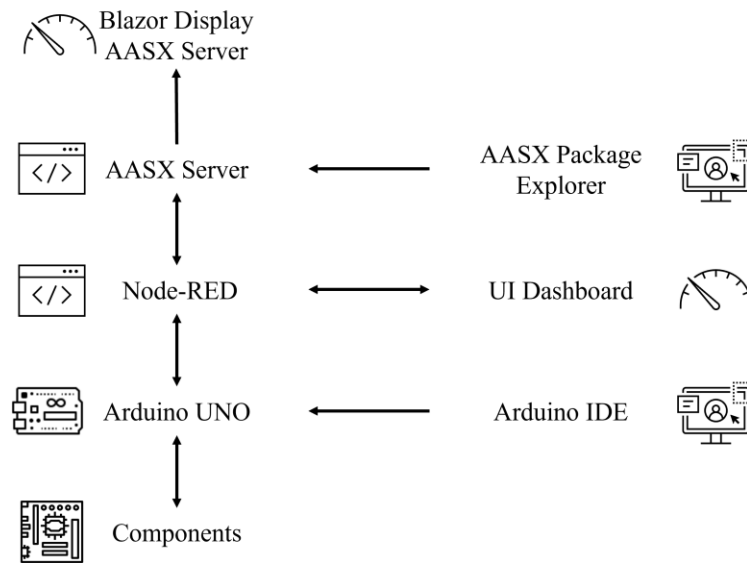 Blazor Display
AASX Server
AASX Server
AASX Package
Explorer
Node-RED
UI Dashboard
Arduino UNO
Arduino IDE
Components